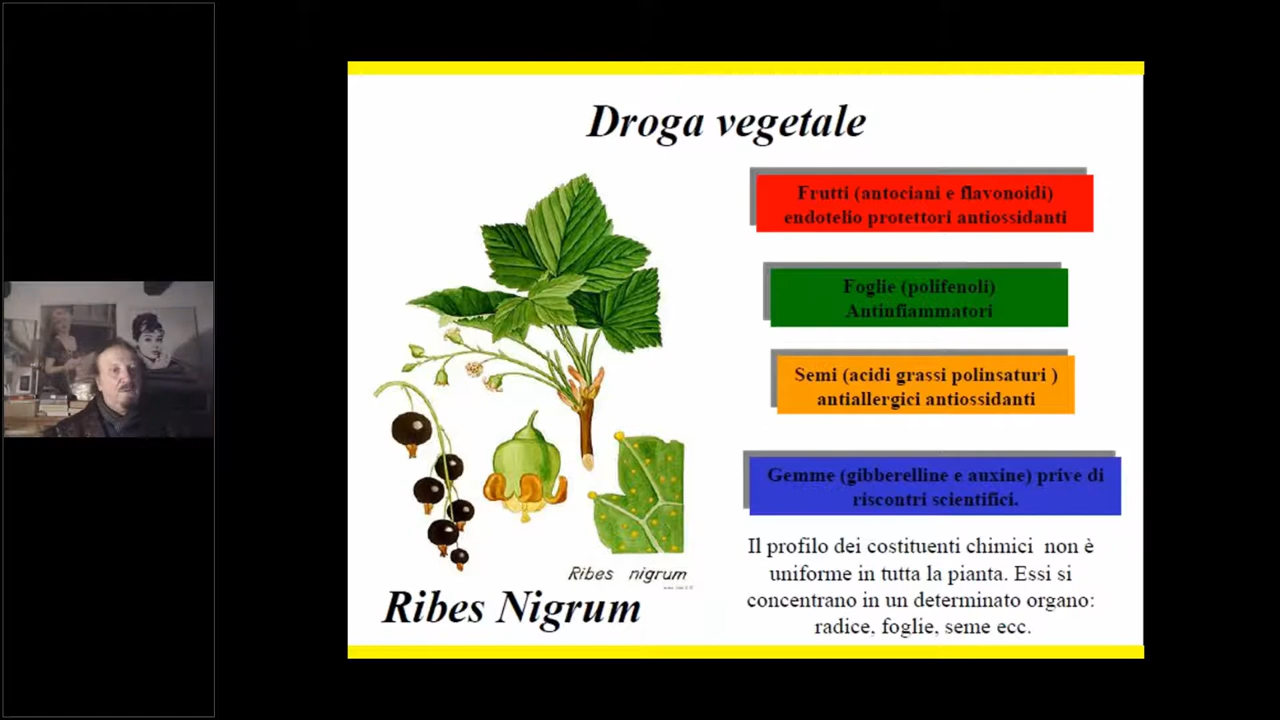 Droga vegetale
Frutti (antociani e flavonoidi)
endotelio protettori antiossidanti
Foglie (polifenoli)
Antinfiammatori
Semi (acidi grassi polinsaturi )
antiallergici antiossidanti
Gemme (gibberelline e auxine) prive di
riscontri scientifici.
Il profilo dei costituenti chimici non è
uniforme in tutta la pianta. Essi si
concentrano in un determinato organo:
radice, foglie, seme ecc.
Ribes nigrum
Ribes Nigrum